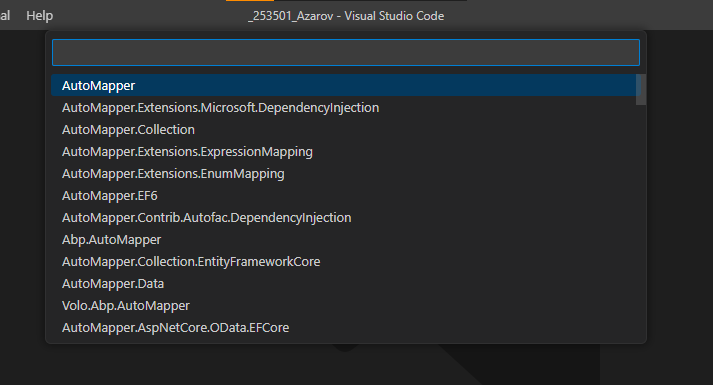 al Help _253501_Azarov - Visual Studio Code
AutoMapper
AutoMapper.Extensions.Microsoft.DependencyInjection
AutoMapper.Collection
AutoMapper.Extensions.ExpressionMapping
AutoMapper.Extensions.EnumMapping
AutoMapper.EF6
AutoMapper.Contrib.Autofac.DependencyInjection
Abp.AutoMapper
AutoMapper.Collection.EntityFrameworkCore
AutoMapper.Data
Volo.Abp.AutoMapper
AutoMapper.AspNetCore.OData.EFCore